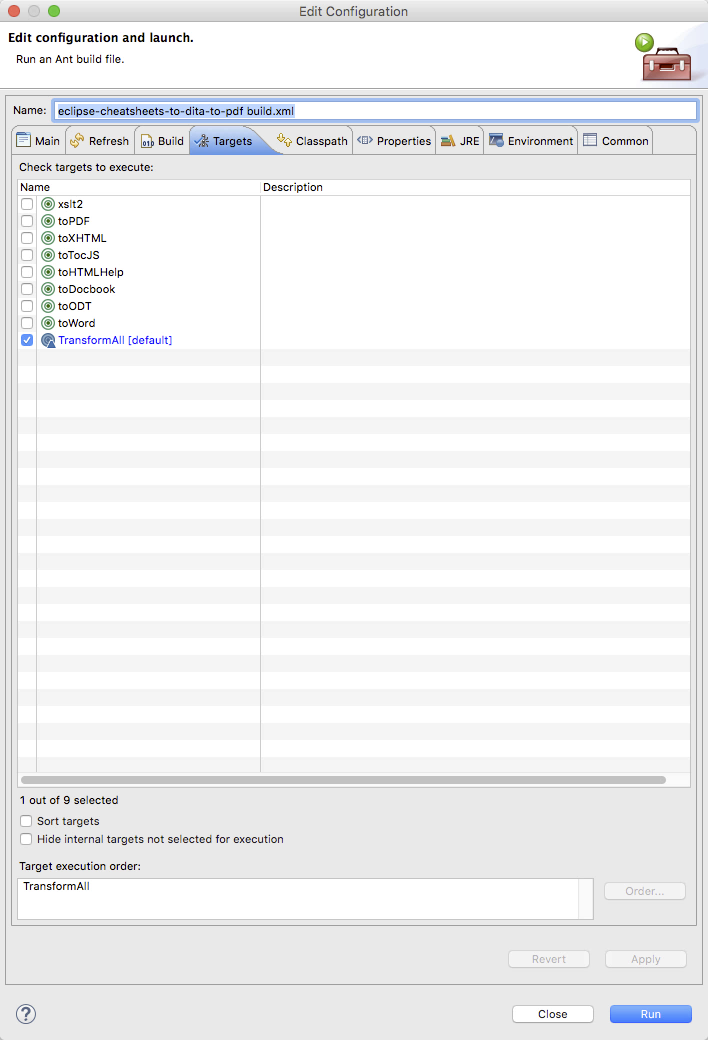 Edit Configuration
Edit configuration and launch.
Run an Ant build file.
Name: eclipse-cheatsheets-to-dita-to-pdf build.xml
Main Refresh Build Targets Classpath Properties JRE Environment Common
Check targets to execute:
Name Description
xslt2
toPDF
toXHTML
toTocJS
toHTMLHelp
toDocbook
toODT
toWord
TransformAll [default]
1 out of 9 selected
Sort targets
Hide internal targets not selected for execution
Target execution order:
TransformAll
Order...
Revert Apply
? Close Run